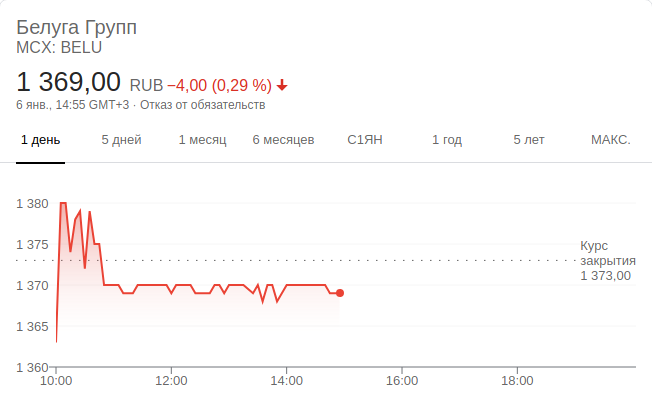 Белуга Групп
MCX: BELU
1 369,00 RUB −4,00 (0,29 %)
6 янв., 14:55 GMT+3 · Отказ от обязательств
1 день 5 дней 1 месяц 6 месяцев С1ЯН 1 год 5 лет МАКС.
1 380
1 375
1 370
1 365
1 360
Курс
закрытия
1 373,00
10:00 12:00 14:00 16:00 18:00